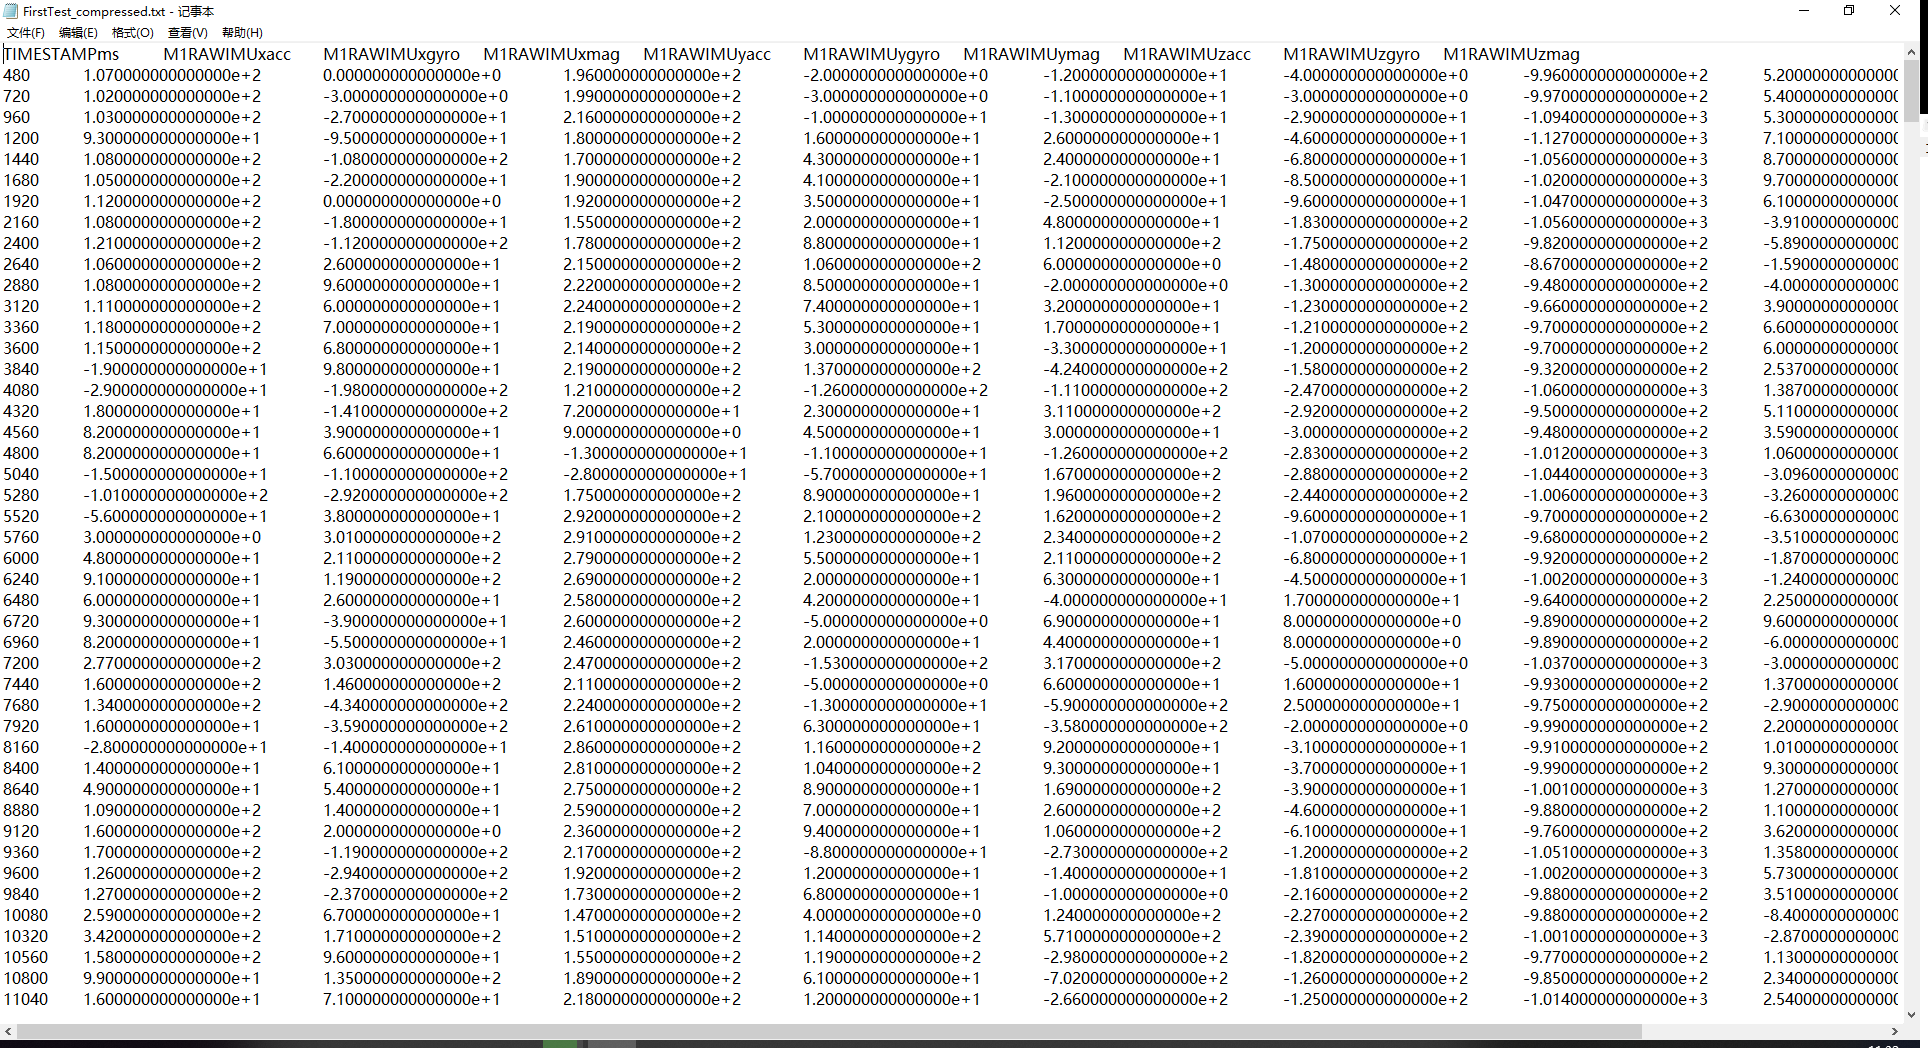 FirstTest_compressed.txt - 记事本
文件(F) 编辑(E) 格式(O) 查看(V) 帮助(H)
TIMESTAMPms M1RAWIMUxacc M1RAWIMUxgyro M1RAWIMUxmag M1RAWIMUyacc M1RAWIMUygyro M1RAWIMUymag M1RAWIMUzacc M1RAWIMUzgyro M1RAWIMUzmag
480 1.070000000000000e+2 0.000000000000000e+0 1.960000000000000e+2 -2.000000000000000e+0 -1.200000000000000e+1 -4.000000000000000e+0 -9.960000000000000e+2 5.20000000000000
720 1.020000000000000e+2 -3.000000000000000e+0 1.990000000000000e+2 -3.000000000000000e+0 -1.100000000000000e+1 -3.000000000000000e+0 -9.970000000000000e+2 5.40000000000000
960 1.030000000000000e+2 -2.700000000000000e+1 2.160000000000000e+2 -1.000000000000000e+1 -1.300000000000000e+1 -2.900000000000000e+1 -1.094000000000000e+3 5.30000000000000
1200 9.300000000000000e+1 -9.500000000000000e+1 1.800000000000000e+2 1.600000000000000e+1 2.600000000000000e+1 -4.600000000000000e+1 -1.127000000000000e+3 7.10000000000000
1440 1.080000000000000e+2 -1.080000000000000e+2 1.700000000000000e+2 4.300000000000000e+1 2.400000000000000e+1 -6.800000000000000e+1 -1.056000000000000e+3 8.70000000000000
1680 1.050000000000000e+2 -2.200000000000000e+1 1.900000000000000e+2 4.100000000000000e+1 -2.100000000000000e+1 -8.500000000000000e+1 -1.020000000000000e+3 9.70000000000000
1920 1.120000000000000e+2 0.000000000000000e+0 1.920000000000000e+2 3.500000000000000e+1 -2.500000000000000e+1 -9.600000000000000e+1 -1.047000000000000e+3 6.10000000000000
2160 1.080000000000000e+2 -1.800000000000000e+1 1.550000000000000e+2 2.000000000000000e+1 4.800000000000000e+1 -1.830000000000000e+2 -1.056000000000000e+3 -3.9100000000000
2400 1.210000000000000e+2 -1.120000000000000e+2 1.780000000000000e+2 8.800000000000000e+1 1.120000000000000e+2 -1.750000000000000e+2 -9.820000000000000e+2 -5.8900000000000
2640 1.060000000000000e+2 2.600000000000000e+1 2.150000000000000e+2 1.060000000000000e+2 6.000000000000000e+0 -1.480000000000000e+2 -8.670000000000000e+2 -1.5900000000000
2880 1.080000000000000e+2 9.600000000000000e+1 2.220000000000000e+2 8.500000000000000e+1 -2.000000000000000e+0 -1.300000000000000e+2 -9.480000000000000e+2 -4.0000000000000
3120 1.110000000000000e+2 6.000000000000000e+1 2.240000000000000e+2 7.400000000000000e+1 3.200000000000000e+1 -1.230000000000000e+2 -9.660000000000000e+2 3.90000000000000
3360 1.180000000000000e+2 7.000000000000000e+1 2.190000000000000e+2 5.300000000000000e+1 1.700000000000000e+1 -1.210000000000000e+2 -9.700000000000000e+2 6.60000000000000
3600 1.150000000000000e+2 6.800000000000000e+1 2.140000000000000e+2 3.000000000000000e+1 -3.300000000000000e+1 -1.200000000000000e+2 -9.700000000000000e+2 6.00000000000000
3840 -1.900000000000000e+1 9.800000000000000e+1 2.190000000000000e+2 1.370000000000000e+2 -4.240000000000000e+2 -1.580000000000000e+2 -9.320000000000000e+2 2.53700000000000
4080 -2.900000000000000e+1 -1.980000000000000e+2 1.210000000000000e+2 -1.260000000000000e+2 -1.110000000000000e+2 -2.470000000000000e+2 -1.060000000000000e+3 1.38700000000000
4320 1.800000000000000e+1 -1.410000000000000e+2 7.200000000000000e+1 2.300000000000000e+1 3.110000000000000e+2 -2.920000000000000e+2 -9.500000000000000e+2 5.11000000000000
4560 8.200000000000000e+1 3.900000000000000e+1 9.000000000000000e+0 4.500000000000000e+1 3.000000000000000e+1 -3.000000000000000e+2 -9.480000000000000e+2 3.59000000000000
4800 8.200000000000000e+1 6.600000000000000e+1 -1.300000000000000e+1 -1.100000000000000e+1 -1.260000000000000e+2 -2.830000000000000e+2 -1.012000000000000e+3 1.06000000000000
5040 -1.500000000000000e+1 -1.100000000000000e+2 -2.800000000000000e+1 -5.700000000000000e+1 1.670000000000000e+2 -2.880000000000000e+2 -1.044000000000000e+3 -3.0960000000000
5280 -1.010000000000000e+2 -2.920000000000000e+2 1.750000000000000e+2 8.900000000000000e+1 1.960000000000000e+2 -2.440000000000000e+2 -1.006000000000000e+3 -3.2600000000000
5520 -5.600000000000000e+1 3.800000000000000e+1 2.920000000000000e+2 2.100000000000000e+2 1.620000000000000e+2 -9.600000000000000e+1 -9.700000000000000e+2 -6.6300000000000
5760 3.000000000000000e+0 3.010000000000000e+2 2.910000000000000e+2 1.230000000000000e+2 2.340000000000000e+2 -1.070000000000000e+2 -9.680000000000000e+2 -3.5100000000000
6000 4.800000000000000e+1 2.110000000000000e+2 2.790000000000000e+2 5.500000000000000e+1 2.110000000000000e+2 -6.800000000000000e+1 -9.920000000000000e+2 -1.8700000000000
6240 9.100000000000000e+1 1.190000000000000e+2 2.690000000000000e+2 2.000000000000000e+1 6.300000000000000e+1 -4.500000000000000e+1 -1.002000000000000e+3 -1.2400000000000
6480 6.000000000000000e+1 2.600000000000000e+1 2.580000000000000e+2 4.200000000000000e+1 -4.000000000000000e+1 1.700000000000000e+1 -9.640000000000000e+2 2.25000000000000
6720 9.300000000000000e+1 -3.900000000000000e+1 2.600000000000000e+2 -5.000000000000000e+0 6.900000000000000e+1 8.000000000000000e+0 -9.890000000000000e+2 9.60000000000000
6960 8.200000000000000e+1 -5.500000000000000e+1 2.460000000000000e+2 2.000000000000000e+1 4.400000000000000e+1 8.000000000000000e+0 -9.890000000000000e+2 -6.0000000000000
7200 2.770000000000000e+2 3.030000000000000e+2 2.470000000000000e+2 -1.530000000000000e+2 3.170000000000000e+2 -5.000000000000000e+0 -1.037000000000000e+3 -3.0000000000000
7440 1.600000000000000e+2 1.460000000000000e+2 2.110000000000000e+2 -5.000000000000000e+0 6.600000000000000e+1 1.600000000000000e+1 -9.930000000000000e+2 1.37000000000000
7680 1.340000000000000e+2 -4.340000000000000e+2 2.240000000000000e+2 -1.300000000000000e+1 -5.900000000000000e+2 2.500000000000000e+1 -9.750000000000000e+2 -2.9000000000000
7920 1.600000000000000e+1 -3.590000000000000e+2 2.610000000000000e+2 6.300000000000000e+1 -3.580000000000000e+2 -2.000000000000000e+0 -9.990000000000000e+2 2.20000000000000
8160 -2.800000000000000e+1 -1.400000000000000e+1 2.860000000000000e+2 1.160000000000000e+2 9.200000000000000e+1 -3.100000000000000e+1 -9.910000000000000e+2 1.01000000000000
8400 1.400000000000000e+1 6.100000000000000e+1 2.810000000000000e+2 1.040000000000000e+2 9.300000000000000e+1 -3.700000000000000e+1 -9.990000000000000e+2 9.30000000000000
8640 4.900000000000000e+1 5.400000000000000e+1 2.750000000000000e+2 8.900000000000000e+1 1.690000000000000e+2 -3.900000000000000e+1 -1.001000000000000e+3 1.27000000000000
8880 1.090000000000000e+2 1.400000000000000e+1 2.590000000000000e+2 7.000000000000000e+1 2.600000000000000e+2 -4.600000000000000e+1 -9.880000000000000e+2 1.10000000000000
9120 1.600000000000000e+2 2.000000000000000e+0 2.360000000000000e+2 9.400000000000000e+1 1.060000000000000e+2 -6.100000000000000e+1 -9.760000000000000e+2 3.62000000000000
9360 1.700000000000000e+2 -1.190000000000000e+2 2.170000000000000e+2 -8.800000000000000e+1 -2.730000000000000e+2 -1.200000000000000e+2 -1.051000000000000e+3 1.35800000000000
9600 1.260000000000000e+2 -2.940000000000000e+2 1.920000000000000e+2 1.200000000000000e+1 -1.400000000000000e+1 -1.810000000000000e+2 -1.002000000000000e+3 5.73000000000000
9840 1.270000000000000e+2 -2.370000000000000e+2 1.730000000000000e+2 6.800000000000000e+1 -1.000000000000000e+0 -2.160000000000000e+2 -9.880000000000000e+2 3.51000000000000
10080 2.590000000000000e+2 6.700000000000000e+1 1.470000000000000e+2 4.000000000000000e+0 1.240000000000000e+2 -2.270000000000000e+2 -9.880000000000000e+2 -8.4000000000000
10320 3.420000000000000e+2 1.710000000000000e+2 1.510000000000000e+2 1.140000000000000e+2 5.710000000000000e+2 -2.390000000000000e+2 -1.001000000000000e+3 -2.8700000000000
10560 1.580000000000000e+2 9.600000000000000e+1 1.550000000000000e+2 1.190000000000000e+2 -2.980000000000000e+2 -1.820000000000000e+2 -9.770000000000000e+2 1.13000000000000
10800 9.900000000000000e+1 1.350000000000000e+2 1.890000000000000e+2 6.100000000000000e+1 -7.020000000000000e+2 -1.260000000000000e+2 -9.850000000000000e+2 2.34000000000000
11040 1.600000000000000e+1 7.100000000000000e+1 2.180000000000000e+2 1.200000000000000e+1 -2.660000000000000e+2 -1.250000000000000e+2 -1.014000000000000e+3 2.54000000000000